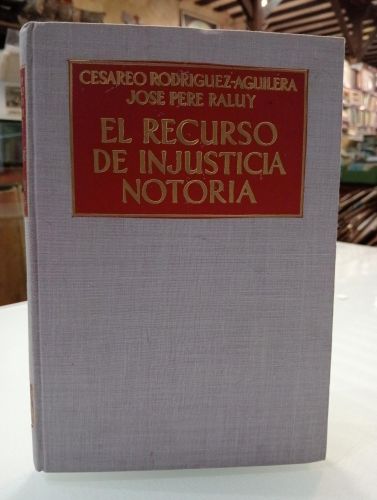 CESAREO RODRIGUEZ-AGUILERA
JOSE PERE RALUY
EL RECURSO
DE INJUSTICIA
NOTORIA